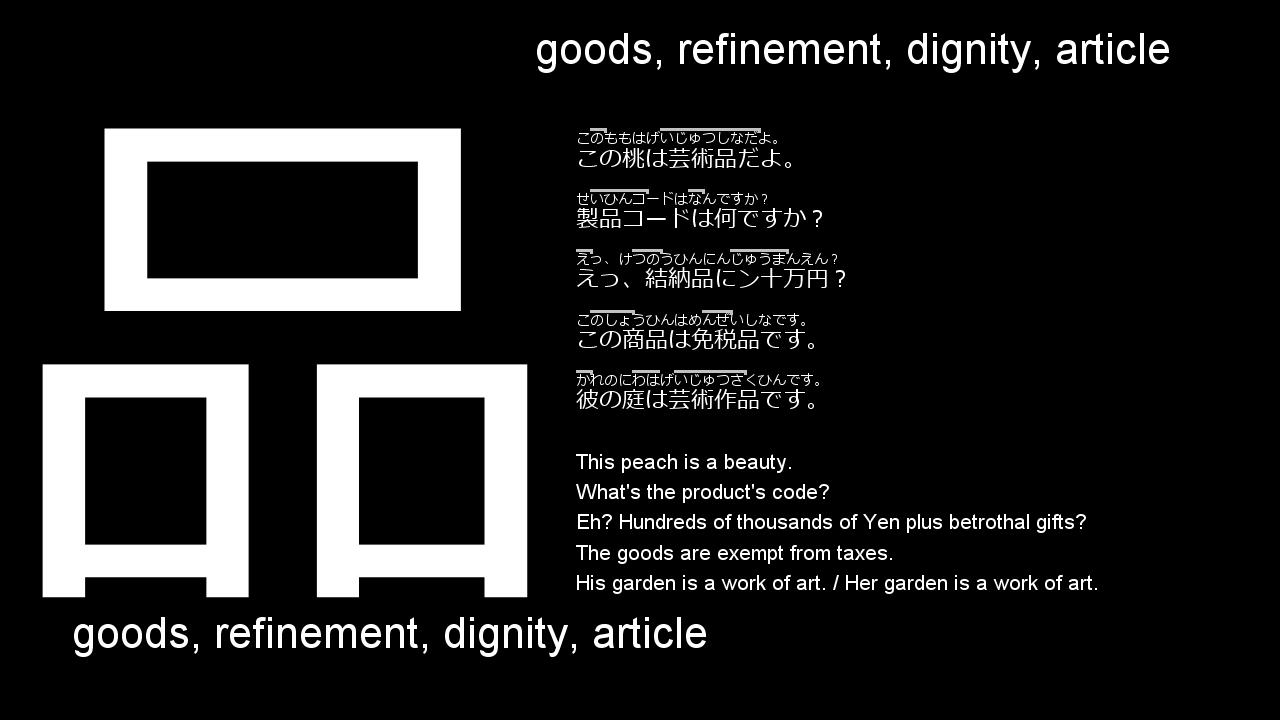 goods, refinement, dignity, article
品
このももはげいじゅつしなだよ。
この桃は芸術品だよ。
せいひんコードはなんですか？
製品コードは何ですか？
えっ、けつのうひんにんじゅうまんえん？
えっ、結納品にン十万円？
このしょうひんはめんぜいしなです。
この商品は免税品です。
かれのにわはげいじゅつさくひんです。
彼の庭は芸術作品です。
This peach is a beauty.
What's the product's code?
Eh? Hundreds of thousands of Yen plus betrothal gifts?
The goods are exempt from taxes.
His garden is a work of art. / Her garden is a work of art.
goods, refinement, dignity, article